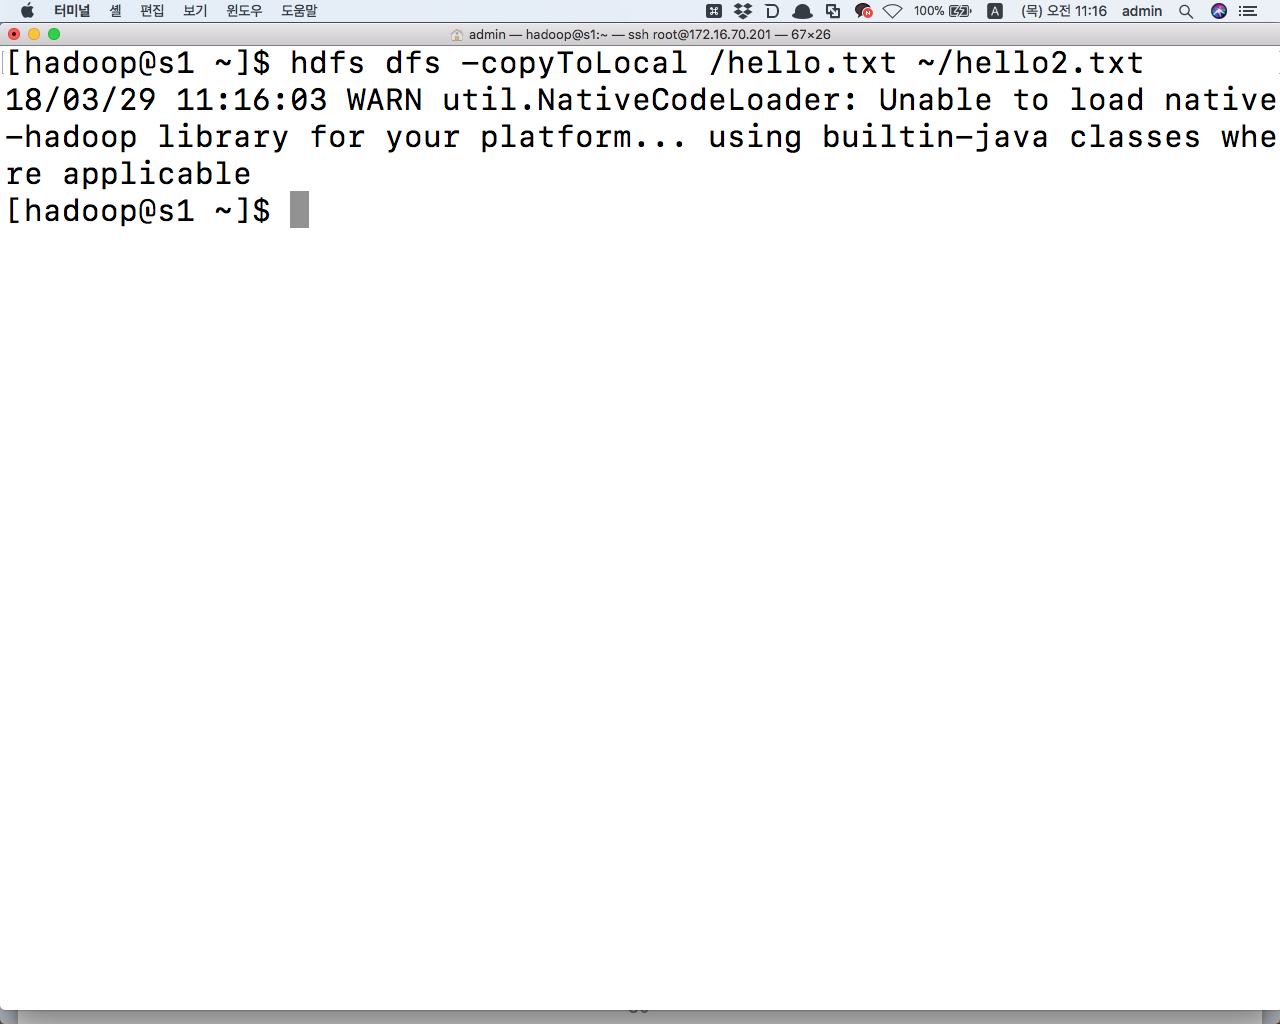 터미널 셸 편집 보기 윈도우 도움말 100% A (목) 오전 11:16 admin
admin — hadoop@s1:~ — ssh root@172.16.70.201 — 67×26
[hadoop@s1 ~]$ hdfs dfs -copyToLocal /hello.txt ~/hello2.txt
18/03/29 11:16:03 WARN util.NativeCodeLoader: Unable to load native
-hadoop library for your platform... using builtin-java classes whe
re applicable
[hadoop@s1 ~]$